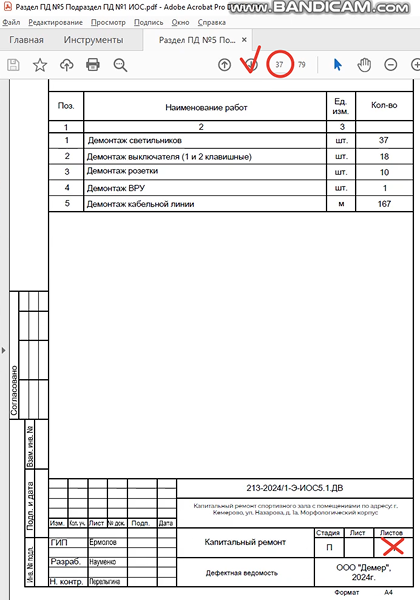 Раздел ПД №5 Подраздел ПД №1 ИОС.pdf - Adobe Acrobat Pro
WWW.BANDICAM.COM
Редактирование Просмотр Подпись Окно Справка
Главная Инструменты Раздел ПД №5 По... ×
37 79
Поз. Наименование работ Ед. изм. Кол-во
1 2 3
1 Демонтаж светильников шт. 37
2 Демонтаж выключателя (1 и 2 клавишные) шт. 18
3 Демонтаж розетки шт. 10
4 Демонтаж ВРУ шт. 1
5 Демонтаж кабельной линии м 167
Согласовано
Взам. инв. №
Подп. и дата
Инв. № подл.
213-2024/1-Э-ИОС5.1.ДВ
Капитальный ремонт спортивного зала с помещениями по адресу: г.
Кемерово, ул. Назарова, д.1а. Морфологический корпус
Изм. Кол.уч. Лист № док. Подп. Дата
ГИП Ермолов
Разраб. Науменко
Н. контр. Перелыгина
Капитальный ремонт
Стадия Лист Листов
П
Дефектная ведомость
ООО "Демер",
2024г.
Формат А4